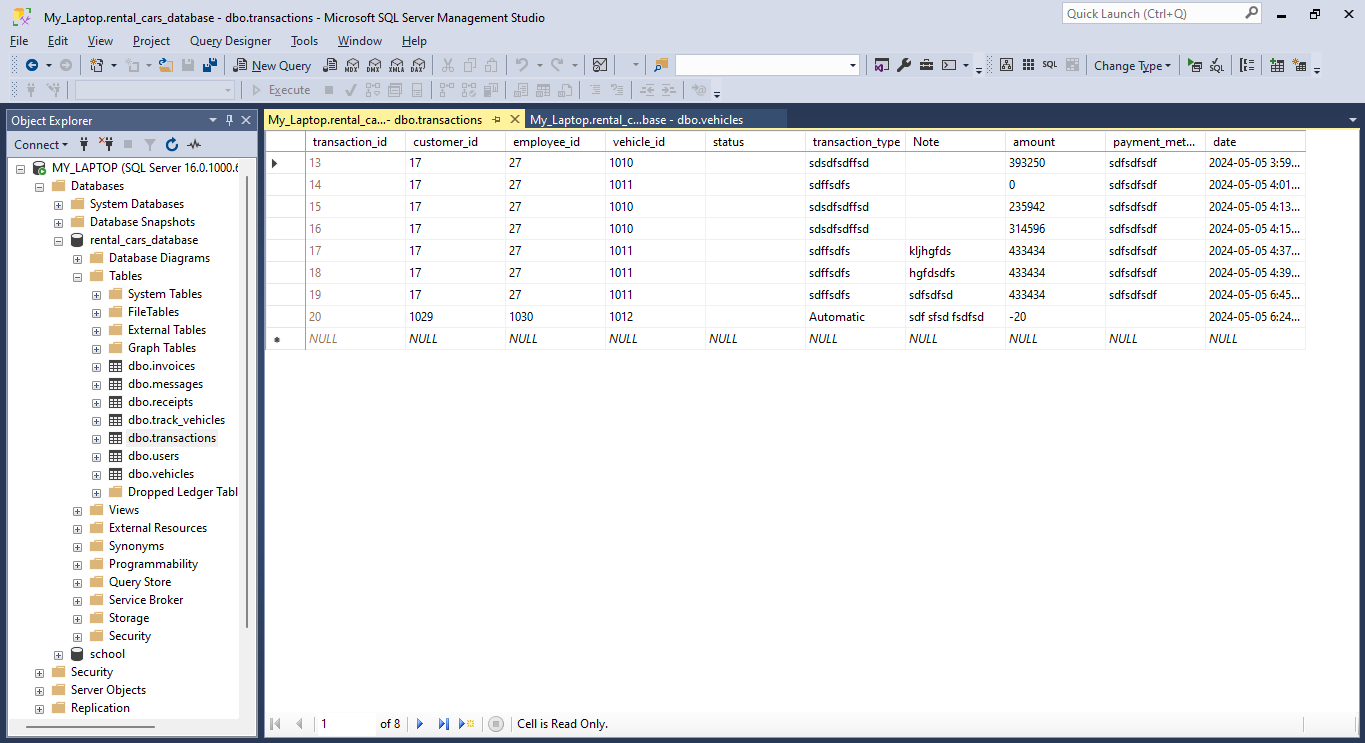 My_Laptop.rental_cars_database - dbo.transactions - Microsoft SQL Server Management Studio
Quick Launch (Ctrl+Q)
File Edit View Project Query Designer Tools Window Help
New Query MDX DMX XMLA DAX SQL Change Type SQL
Execute
Object Explorer
Connect
MY_LAPTOP (SQL Server 16.0.1000.6
Databases
System Databases
Database Snapshots
rental_cars_database
Database Diagrams
Tables
System Tables
FileTables
External Tables
Graph Tables
dbo.invoices
dbo.messages
dbo.receipts
dbo.track_vehicles
dbo.transactions
dbo.users
dbo.vehicles
Dropped Ledger Tabl
Views
External Resources
Synonyms
Programmability
Query Store
Service Broker
Storage
Security
school
Security
Server Objects
Replication
My_Laptop.rental_ca...- dbo.transactions My_Laptop.rental_c...base - dbo.vehicles
transaction_id customer_id employee_id vehicle_id status transaction_type Note amount payment_met... date
13 17 27 1010 sdsdfsdffsd 393250 sdfsdfsdf 2024-05-05 3:59...
14 17 27 1011 sdffsdfs 0 sdfsdfsdf 2024-05-05 4:01...
15 17 27 1010 sdsdfsdffsd 235942 sdfsdfsdf 2024-05-05 4:13...
16 17 27 1010 sdsdfsdffsd 314596 sdfsdfsdf 2024-05-05 4:15...
17 17 27 1011 sdffsdfs kljhgfds 433434 sdfsdfsdf 2024-05-05 4:37...
18 17 27 1011 sdffsdfs hgfdsdfs 433434 sdfsdfsdf 2024-05-05 4:39...
19 17 27 1011 sdffsdfs sdfsdfsd 433434 sdfsdfsdf 2024-05-05 6:45...
20 1029 1030 1012 Automatic sdf sfsd fsdfsd -20 2024-05-05 6:24...
NULL NULL NULL NULL NULL NULL NULL NULL NULL NULL
1 of 8 Cell is Read Only.